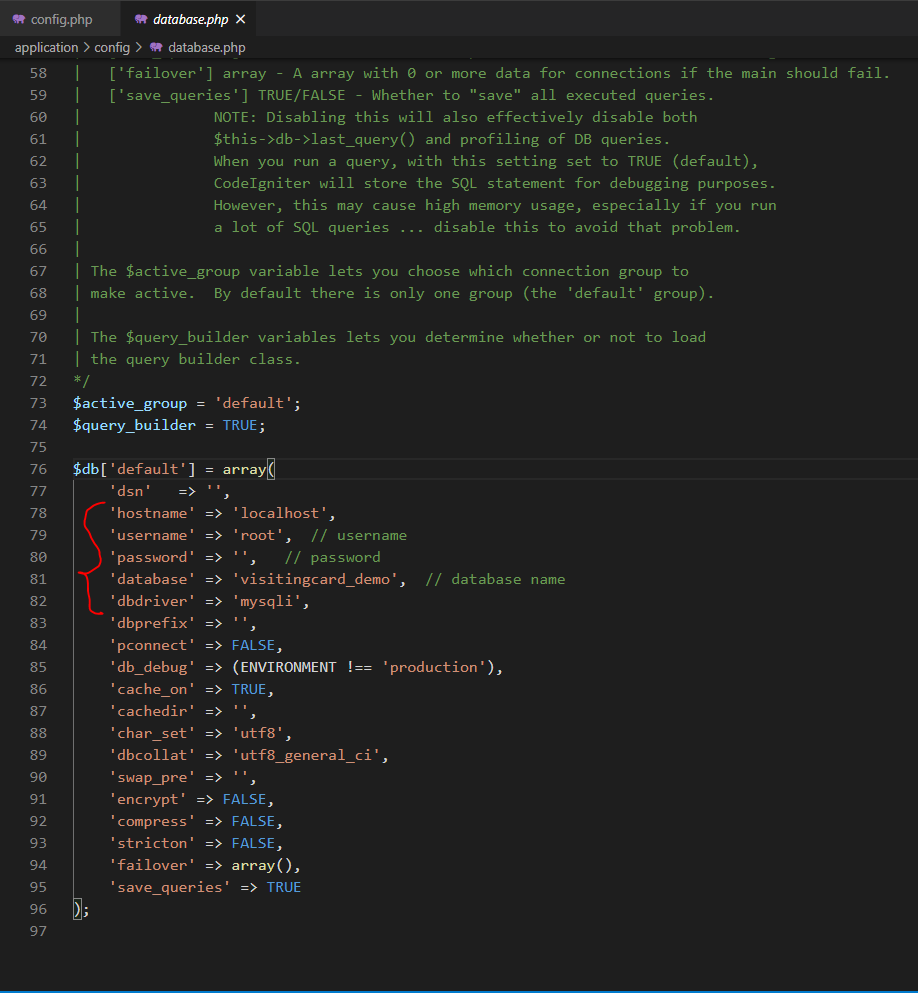 config.php database.php
application > config > database.php
58 | ['failover'] array - A array with 0 or more data for connections if the main should fail.
59 | ['save_queries'] TRUE/FALSE - Whether to "save" all executed queries.
60 | NOTE: Disabling this will also effectively disable both
61 | $this->db->last_query() and profiling of DB queries.
62 | When you run a query, with this setting set to TRUE (default),
63 | CodeIgniter will store the SQL statement for debugging purposes.
64 | However, this may cause high memory usage, especially if you run
65 | a lot of SQL queries ... disable this to avoid that problem.
66 |
67 | The $active_group variable lets you choose which connection group to
68 | make active.  By default there is only one group (the 'default' group).
69 |
70 | The $query_builder variables lets you determine whether or not to load
71 | the query builder class.
72 */
73 $active_group = 'default';
74 $query_builder = TRUE;
75
76 $db['default'] = array(
77 'dsn'   => '',
78 'hostname' => 'localhost',
79 'username' => 'root',  // username
80 'password' => '',   // password
81 'database' => 'visitingcard_demo',  // database name
82 'dbdriver' => 'mysqli',
83 'dbprefix' => '',
84 'pconnect' => FALSE,
85 'db_debug' => (ENVIRONMENT !== 'production'),
86 'cache_on' => TRUE,
87 'cachedir' => '',
88 'char_set' => 'utf8',
89 'dbcollat' => 'utf8_general_ci',
90 'swap_pre' => '',
91 'encrypt' => FALSE,
92 'compress' => FALSE,
93 'stricton' => FALSE,
94 'failover' => array(),
95 'save_queries' => TRUE
96 );
97